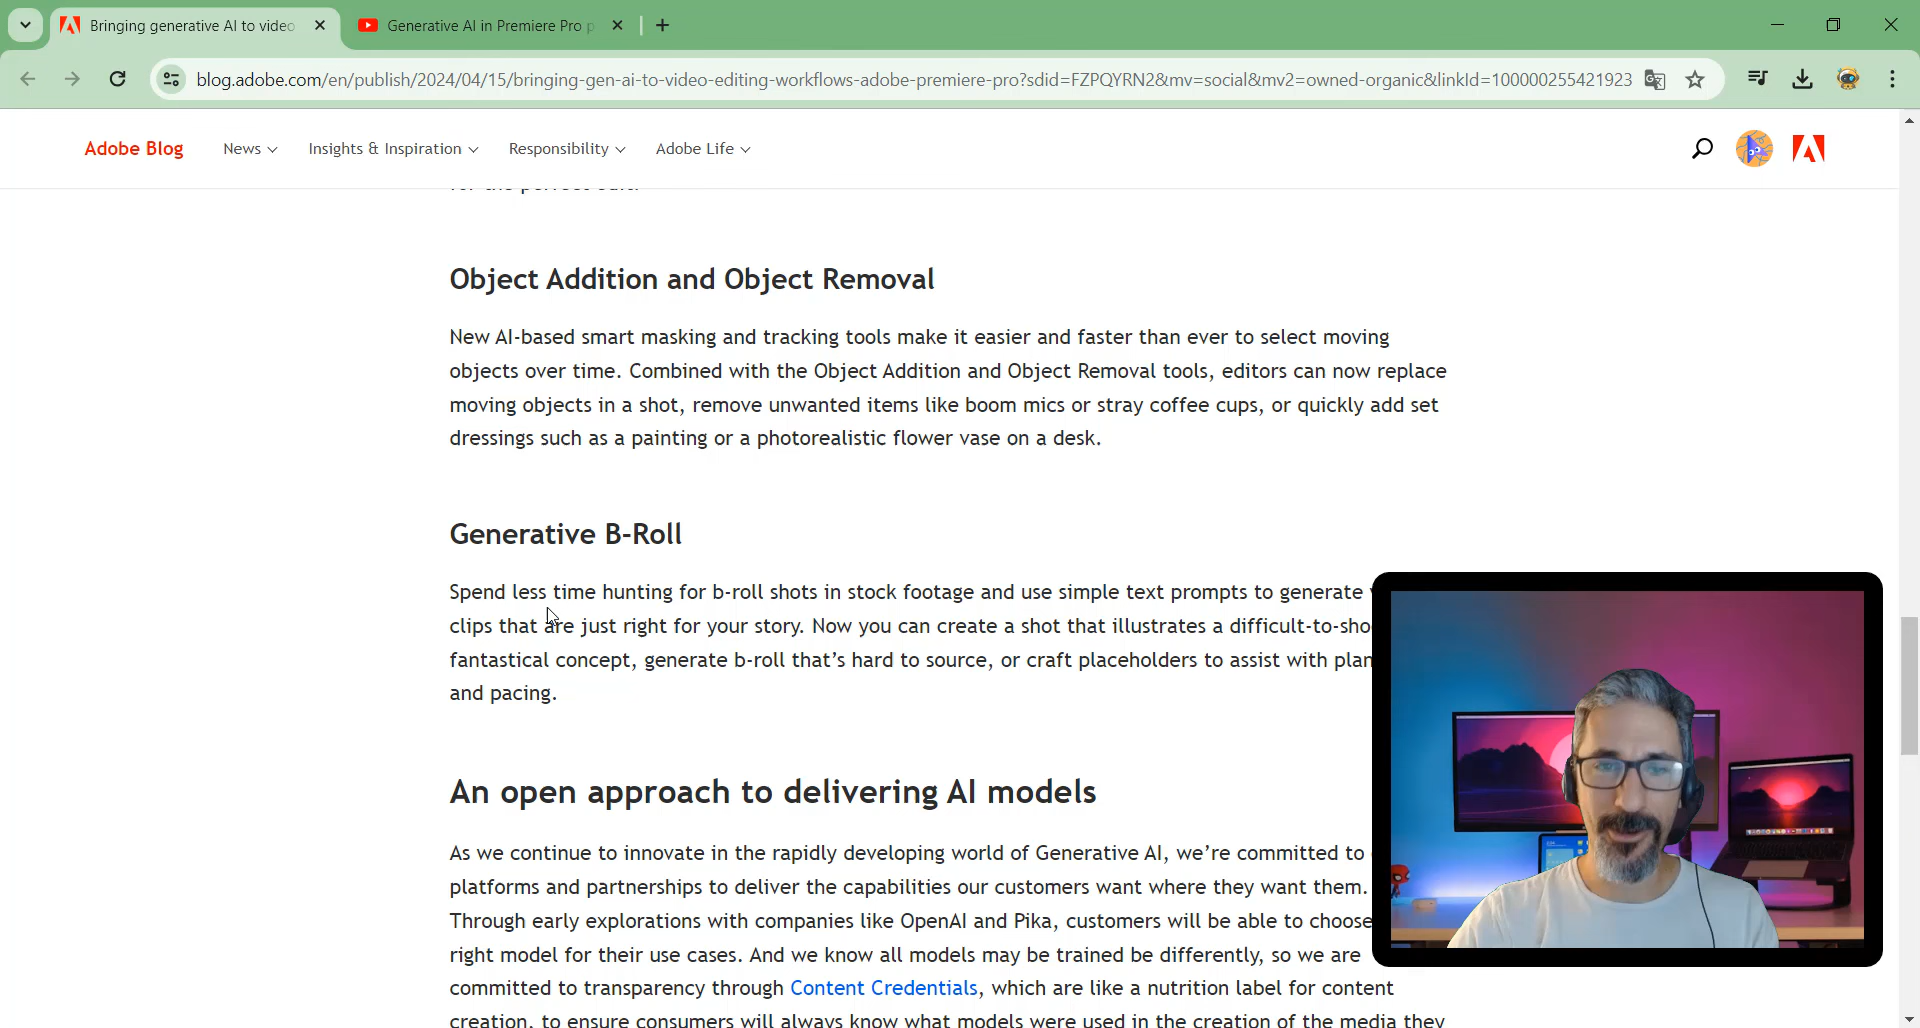 Bringing generative AI to video
Generative AI in Premiere Pro p
blog.adobe.com/en/publish/2024/04/15/bringing-gen-ai-to-video-editing-workflows-adobe-premiere-pro?sdid=FZPQYRN2&mv=social&mv2=owned-organic&linkId=100000255421923
Adobe Blog News Insights & Inspiration Responsibility Adobe Life
for the perfect edit.
Object Addition and Object Removal
New AI-based smart masking and tracking tools make it easier and faster than ever to select moving
objects over time. Combined with the Object Addition and Object Removal tools, editors can now replace
moving objects in a shot, remove unwanted items like boom mics or stray coffee cups, or quickly add set
dressings such as a painting or a photorealistic flower vase on a desk.
Generative B-Roll
Spend less time hunting for b-roll shots in stock footage and use simple text prompts to generate
clips that are just right for your story. Now you can create a shot that illustrates a difficult-to-sho
fantastical concept, generate b-roll that’s hard to source, or craft placeholders to assist with plan
and pacing.
An open approach to delivering AI models
As we continue to innovate in the rapidly developing world of Generative AI, we’re committed to
platforms and partnerships to deliver the capabilities our customers want where they want them.
Through early explorations with companies like OpenAI and Pika, customers will be able to choose
right model for their use cases. And we know all models may be trained be differently, so we are
committed to transparency through Content Credentials, which are like a nutrition label for content
creation, to ensure consumers will always know what models were used in the creation of the media they